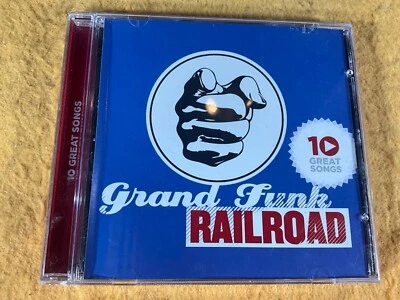 10 GREAT SONGS
10
GREAT
SONGS
Grand Funk
RAILROAD